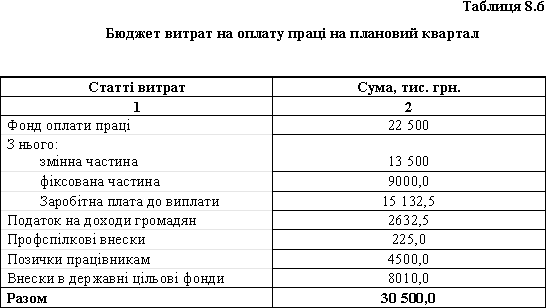 Таблиця 8.6
Бюджет витрат на оплату праці на плановий квартал
Статті витрат Сума, тис. грн.
1 2
Фонд оплати праці 22 500
З нього:
змінна частина 13 500
фіксована частина 9000,0
Заробітна плата до виплати 15 132,5
Податок на доходи громадян 2632,5
Профспілкові внески 225,0
Позички працівникам 4500,0
Внески в державні цільові фонди 8010,0
Разом 30 500,0